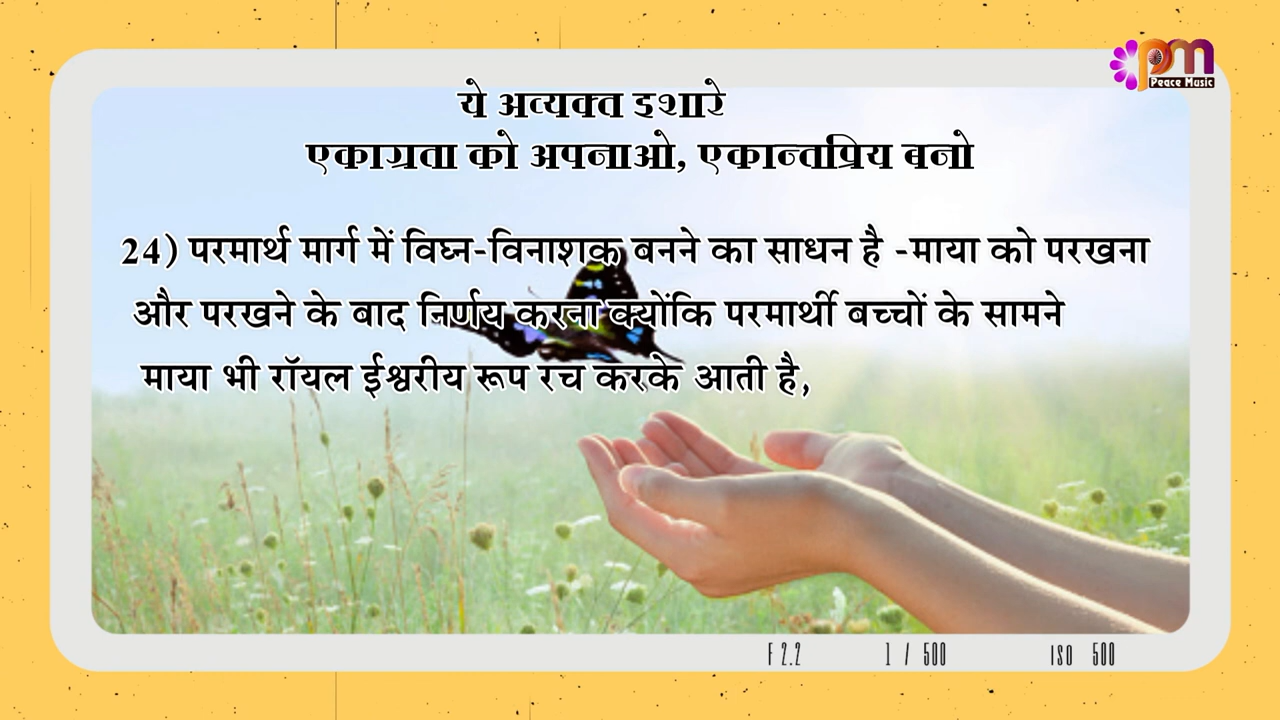 pm
Peace Music
ये अव्यक्त इशारे
एकाग्रता को अपनाओ, एकान्तप्रिय बनो
24) परमार्थ मार्ग में विघ्न-विनाशक बनने का साधन है -माया को परखना
और परखने के बाद निर्णय करना क्योंकि परमार्थी बच्चों के सामने
माया भी रॉयल ईश्वरीय रूप रच करके आती है,
F 2.2 1 / 500 ISO 500